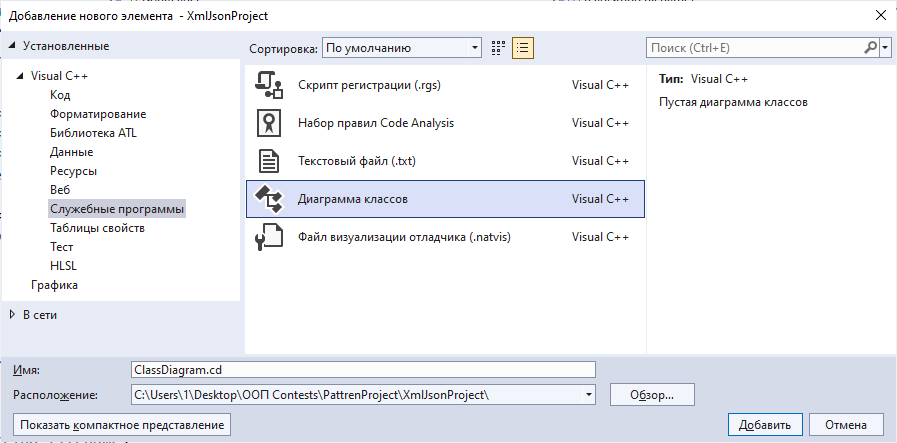 Добавление нового элемента - XmlJsonProject
Установленные
Visual C++
Код
Форматирование
Библиотека ATL
Данные
Ресурсы
Веб
Служебные программы
Таблицы свойств
Тест
HLSL
Графика
В сети
Сортировка: По умолчанию
Скрипт регистрации (.rgs) Visual C++
Набор правил Code Analysis Visual C++
Текстовый файл (.txt) Visual C++
Диаграмма классов Visual C++
Файл визуализации отладчика (.natvis) Visual C++
Поиск (Ctrl+E)
Тип: Visual C++
Пустая диаграмма классов
Имя: ClassDiagram.cd
Расположение: C:\Users\1\Desktop\ООП Contests\PattrenProject\XmlJsonProject\ Обзор...
Показать компактное представление Добавить Отмена